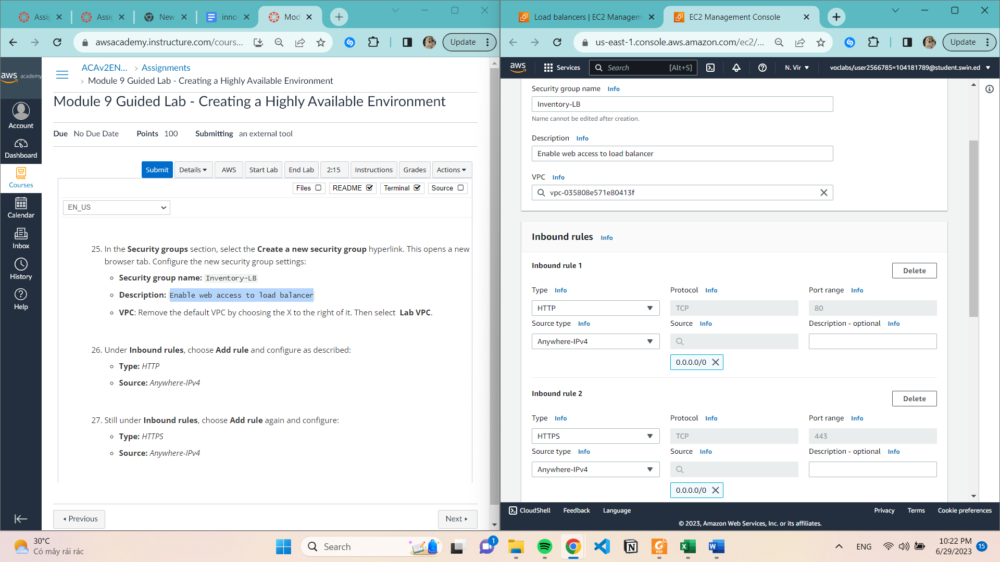 Assig
Assig
New
inno
Mod
awsacademy.instructure.com/cours...
Update
aws academy
Account
Dashboard
Courses
Calendar
Inbox
History
Help
ACAv2EN...
Assignments
Module 9 Guided Lab - Creating a Highly Available Environment
Module 9 Guided Lab - Creating a Highly Available Environment
Due No Due Date Points 100 Submitting an external tool
Submit
Details
AWS
Start Lab
End Lab
2:15
Instructions
Grades
Actions
Files
README
Terminal
Source
EN_US
25. In the Security groups section, select the Create a new security group hyperlink. This opens a new
browser tab. Configure the new security group settings:
Security group name: Inventory-LB
Description: Enable web access to load balancer
VPC: Remove the default VPC by choosing the X to the right of it. Then select Lab VPC.
26. Under Inbound rules, choose Add rule and configure as described:
Type: HTTP
Source: Anywhere-IPv4
27. Still under Inbound rules, choose Add rule again and configure:
Type: HTTPS
Source: Anywhere-IPv4
Previous
Next
Load balancers | EC2 Managem
EC2 Management Console
us-east-1.console.aws.amazon.com/ec2/...
Update
aws
Services
Search [Alt+S]
N. Vir
voclabs/user2566785=104181789@student.swin.ed
Security group name Info
Inventory-LB
Name cannot be edited after creation.
Description Info
Enable web access to load balancer
VPC Info
vpc-035808e571e80413f
Inbound rules Info
Inbound rule 1
Delete
Type Info Protocol Info Port range Info
HTTP TCP 80
Source type Info Source Info Description - optional Info
Anywhere-IPv4
0.0.0.0/0
Inbound rule 2
Delete
Type Info Protocol Info Port range Info
HTTPS TCP 443
Source type Info Source Info Description - optional Info
Anywhere-IPv4
0.0.0.0/0
CloudShell Feedback Language
Privacy Terms Cookie preferences
© 2023, Amazon Web Services, Inc. or its affiliates.
30°C
Có mây rải rác
Search
1
PDF
ENG
10:22 PM
6/29/2023
15